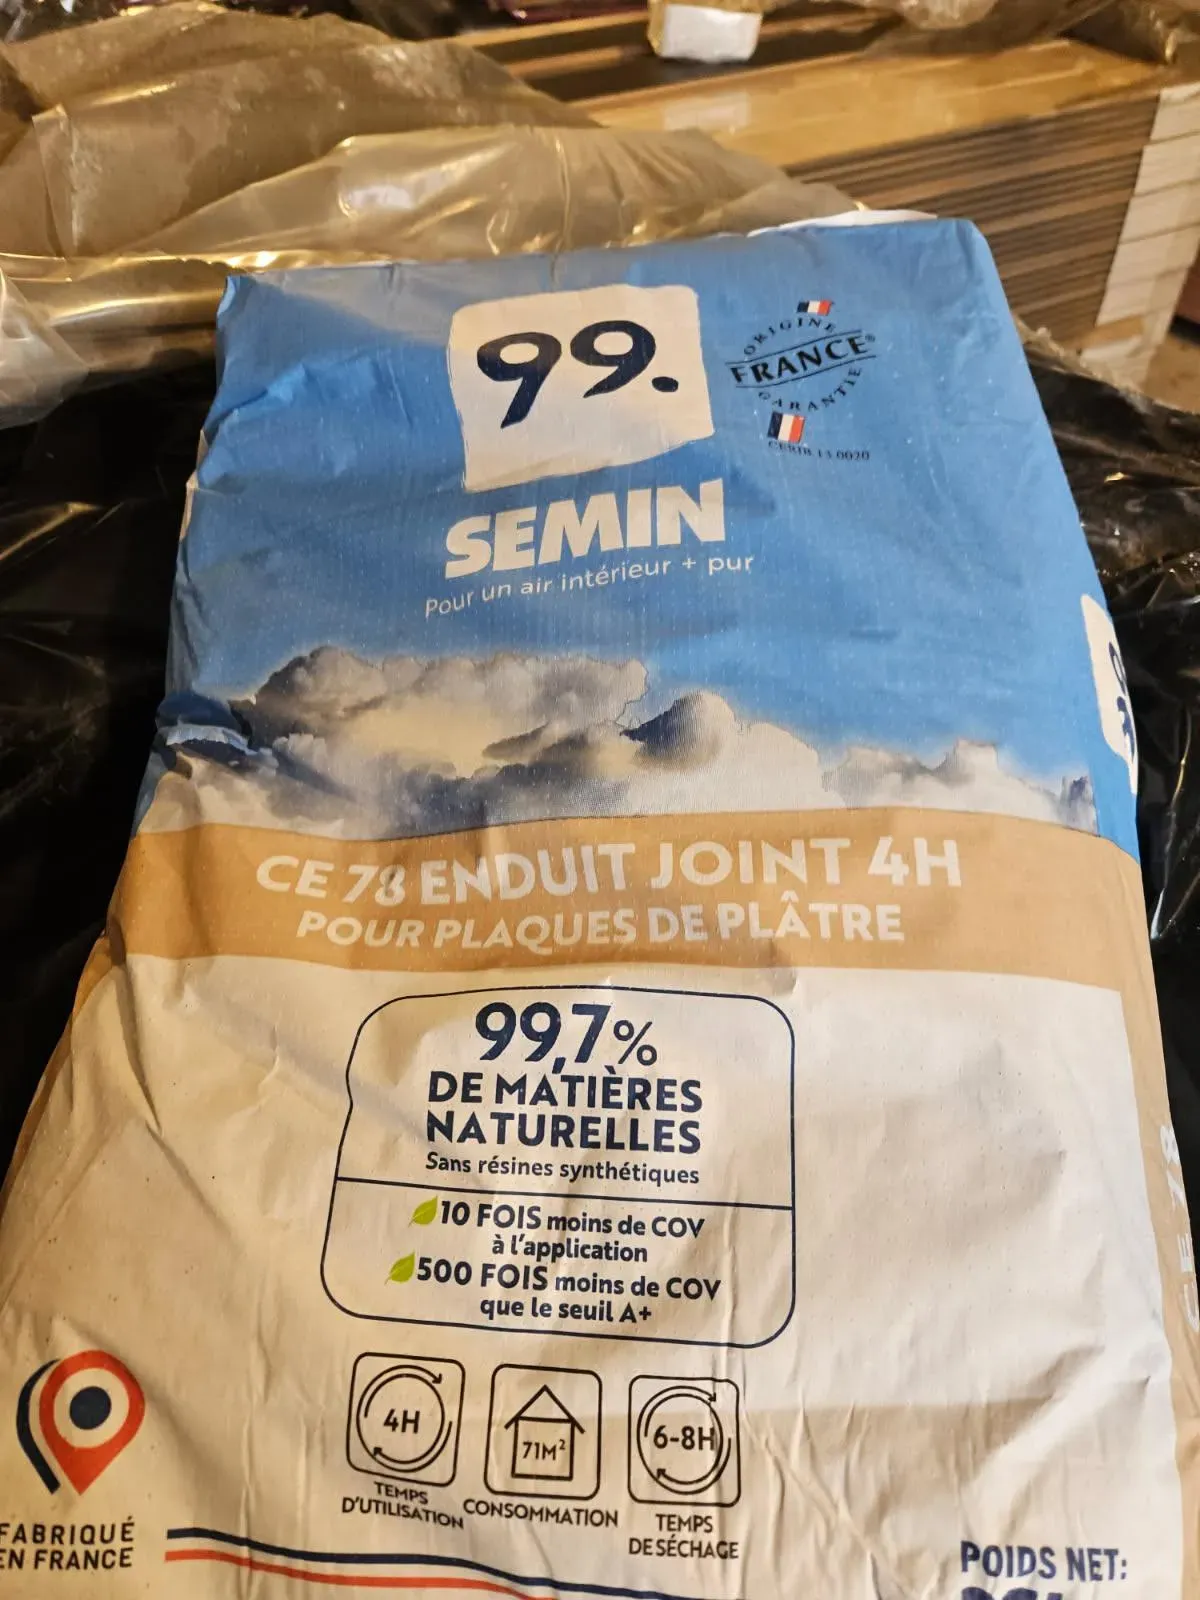 99.
ORIGINE
FRANCE®
GARANTIE
CERIB 13.0020
SEMIN
Pour un air intérieur + pur
CE 78 ENDUIT JOINT 4H
POUR PLAQUES DE PLÂTRE
99,7%
DE MATIÈRES
NATURELLES
Sans résines synthétiques
10 FOIS moins de COV
à l'application
500 FOIS moins de COV
que le seuil A+
4H
TEMPS
D'UTILISATION
71M²
CONSOMMATION
6-8H
TEMPS
DE SÉCHAGE
FABRIQUÉ
EN FRANCE
POIDS NET:
CE 78